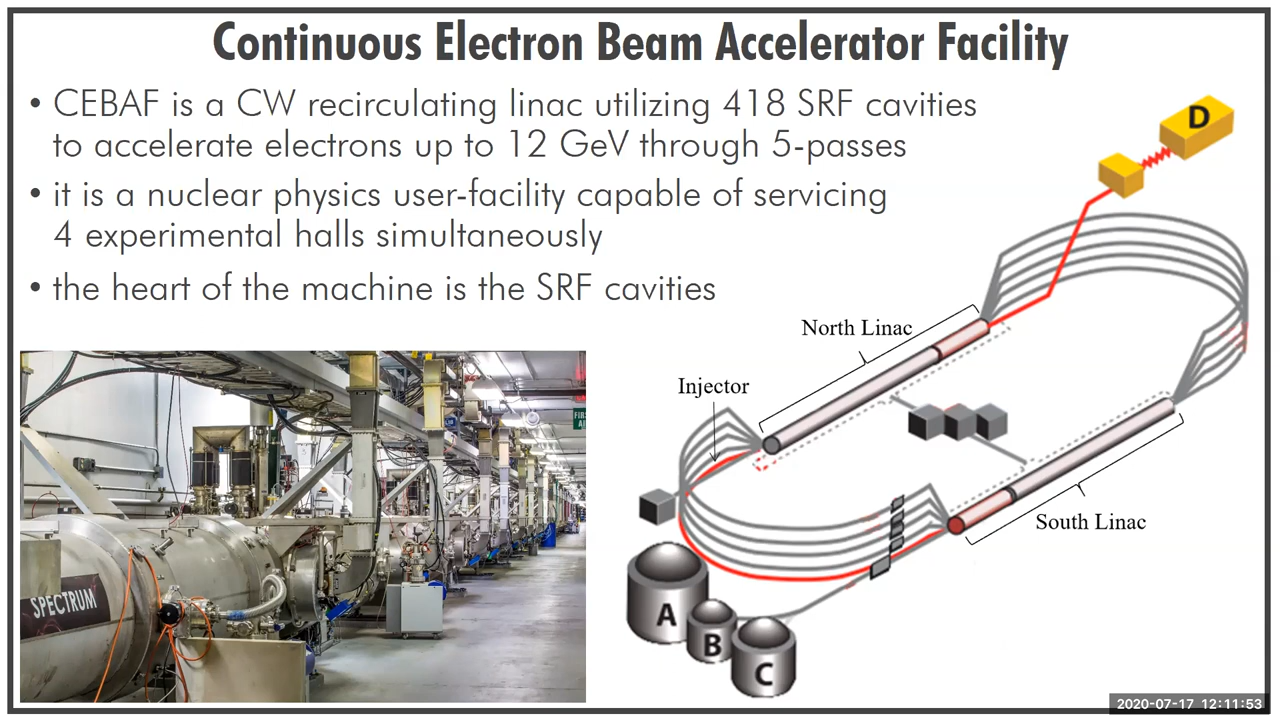 Continuous Electron Beam Accelerator Facility
• CEBAF is a CW recirculating linac utilizing 418 SRF cavities
to accelerate electrons up to 12 GeV through 5-passes
• it is a nuclear physics user-facility capable of servicing
4 experimental halls simultaneously
• the heart of the machine is the SRF cavities
D
North Linac
Injector
South Linac
A
B
C
SPECTRUM
2020-07-17 12:11:53